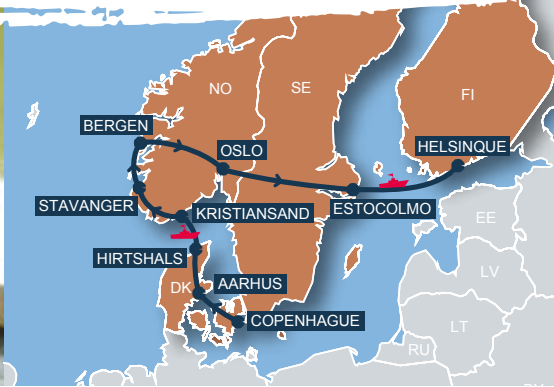 NO
SE
FI
BERGEN
OSLO
HELSINQUE
STAVANGER
KRISTIANSAND
ESTOCOLMO
EE
HIRTSHALS
LV
DK
AARHUS
COPENHAGUE
LT
RU